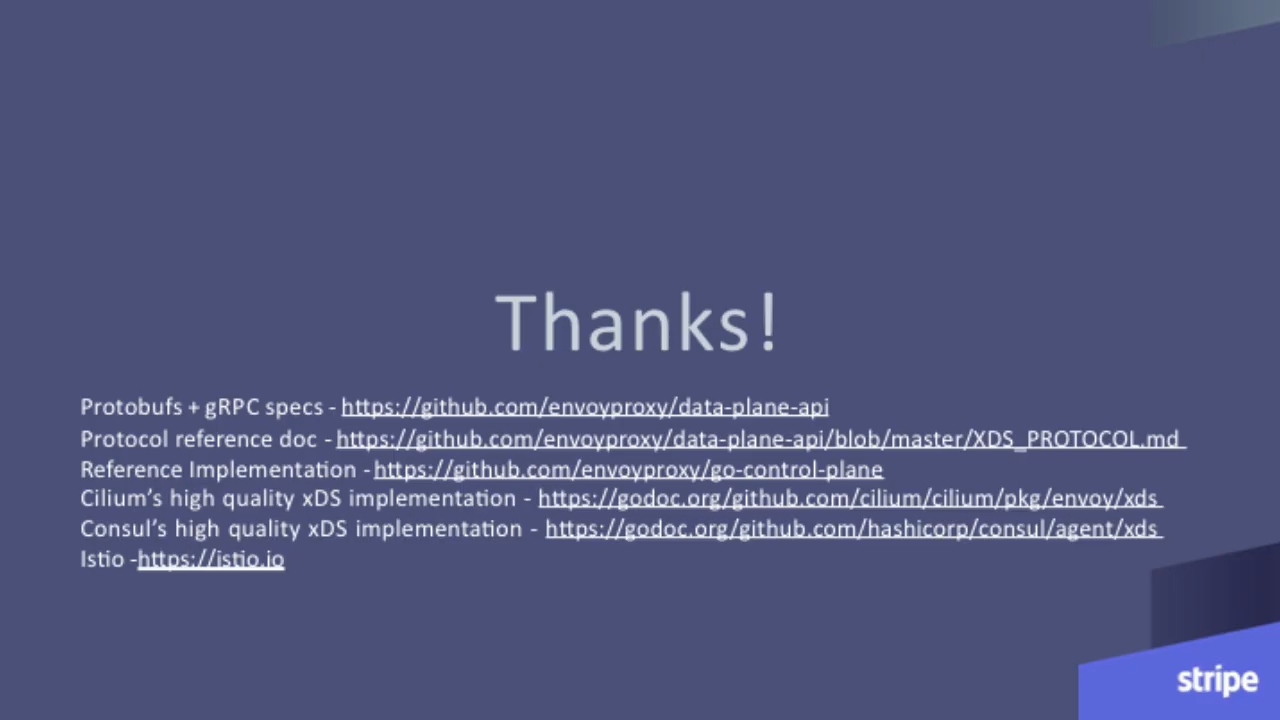 Thanks!
Protobufs + gRPC specs - https://github.com/envoyproxy/data-plane-api
Protocol reference doc - https://github.com/envoyproxy/data-plane-api/blob/master/XDS_PROTOCOL.md
Reference Implementation - https://github.com/envoyproxy/go-control-plane
Cilium’s high quality xDS implementation - https://godoc.org/github.com/cilium/cilium/pkg/envoy/xds
Consul’s high quality xDS implementation - https://godoc.org/github.com/hashicorp/consul/agent/xds
Istio -https://istio.io
stripe